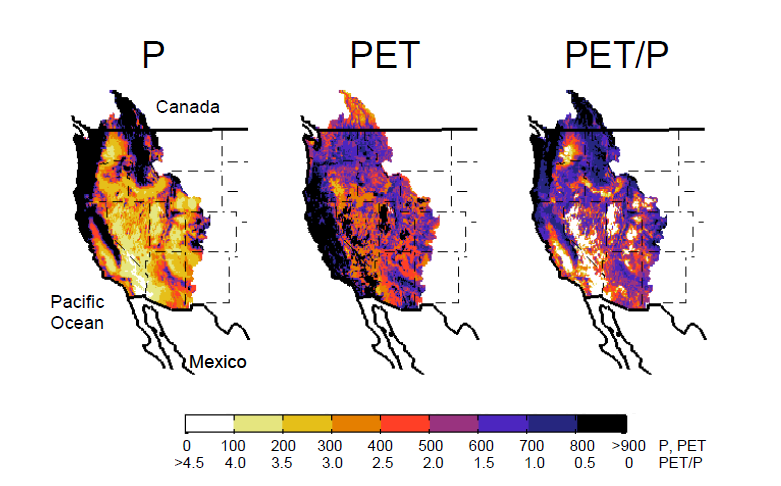 P PET PET/P
Canada
Pacific
Ocean
Mexico
0 100 200 300 400 500 600 700 800 >900 P, PET
>4.5 4.0 3.5 3.0 2.5 2.0 1.5 1.0 0.5 0 PET/P